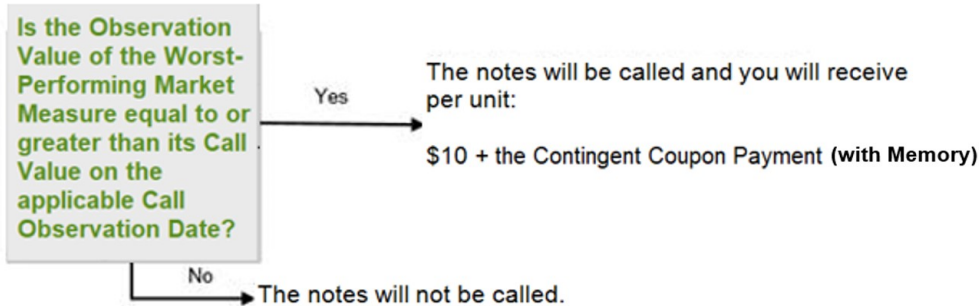 Is the Observation
Value of the Worst-
Performing Market
Measure equal to or
greater than its Call
Value on the
applicable Call
Observation Date?
Yes
The notes will be called and you will receive
per unit:
$10 + the Contingent Coupon Payment (with Memory)
No
The notes will not be called.